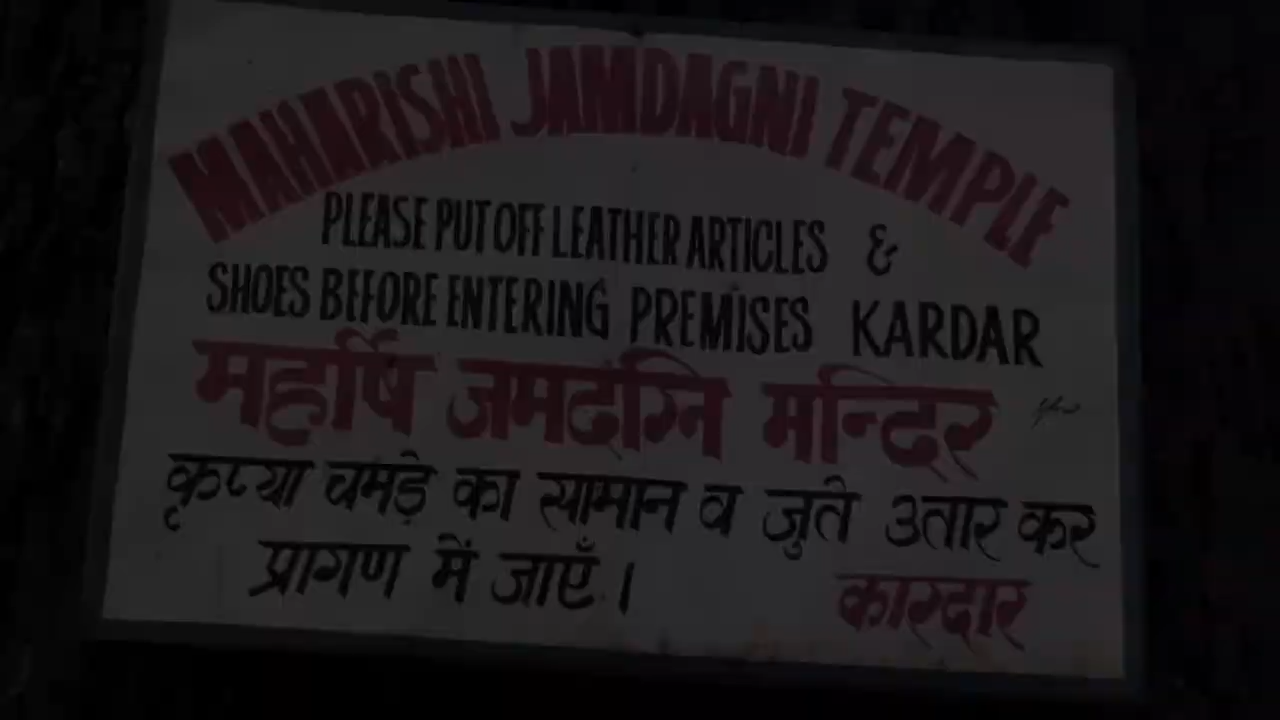 MAHARISHI JAMDAGNI TEMPLE
PLEASE PUT OFF LEATHER ARTICLES &
SHOES BEFORE ENTERING PREMISES KARDAR
महर्षि जमदग्नि मन्दिर
कृप्या चमड़े का सामान व जुते उतार कर
प्रागण में जाएँ।
कारदार